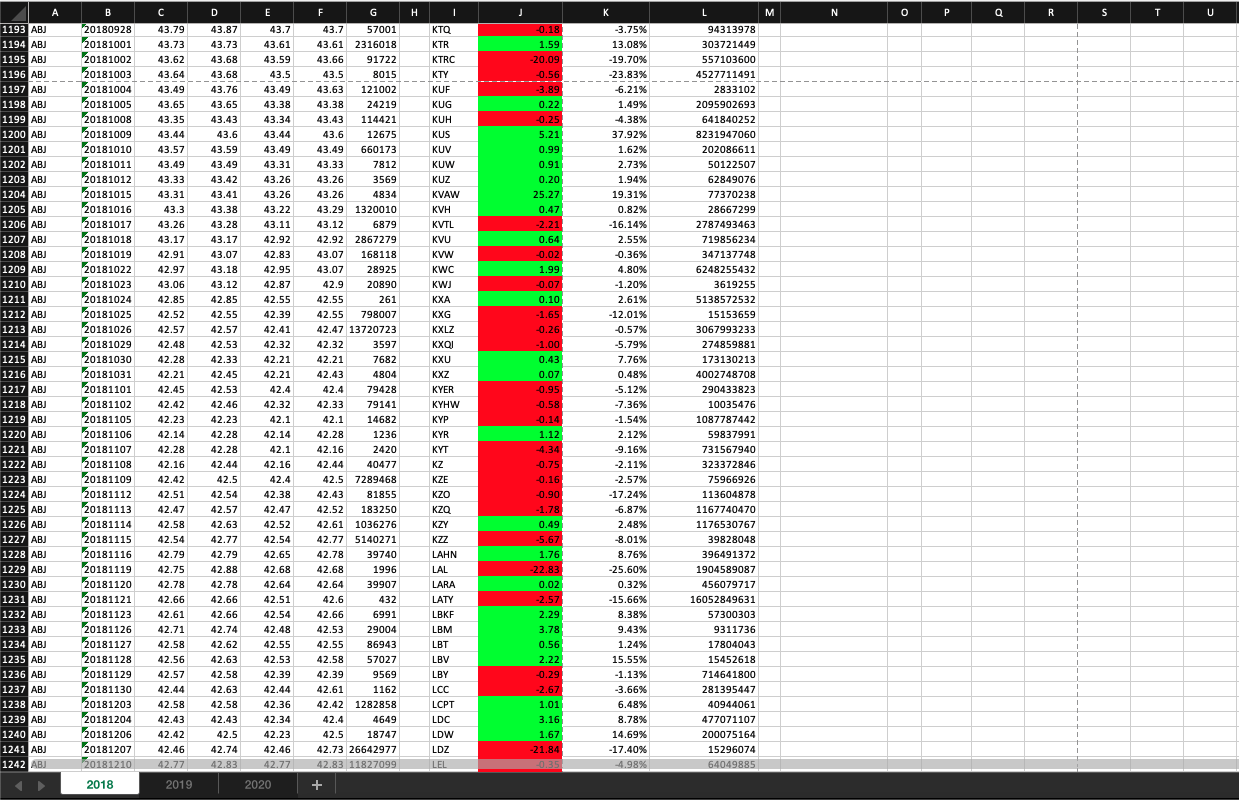 A B C D E F G H I J K L M N O P Q R S T U
1193 ABJ 20180928 43.79 43.87 43.7 43.7 57001 KTQ -0.18 -3.75% 94313978
1194 ABJ 20181001 43.73 43.73 43.61 43.61 2316018 KTR 1.59 13.08% 303721449
1195 ABJ 20181002 43.62 43.68 43.59 43.66 91722 KTRC -20.09 -19.70% 557103600
1196 ABJ 20181003 43.64 43.68 43.5 43.5 8015 KTY -0.56 -23.83% 4527711491
1197 ABJ 20181004 43.49 43.76 43.49 43.63 121002 KUF -3.89 -6.21% 2833102
1198 ABJ 20181005 43.65 43.65 43.38 43.38 24219 KUG 0.22 1.49% 2095902693
1199 ABJ 20181008 43.35 43.43 43.34 43.43 114421 KUH -0.25 -4.38% 641840252
1200 ABJ 20181009 43.44 43.6 43.44 43.6 12675 KUS 5.21 37.92% 8231947060
1201 ABJ 20181010 43.57 43.59 43.49 43.49 660173 KUV 0.99 1.62% 202086611
1202 ABJ 20181011 43.49 43.49 43.31 43.33 7812 KUW 0.91 2.73% 50122507
1203 ABJ 20181012 43.33 43.42 43.26 43.26 3569 KUZ 0.20 1.94% 62849076
1204 ABJ 20181015 43.31 43.41 43.26 43.26 4834 KVAW 25.27 19.31% 77370238
1205 ABJ 20181016 43.3 43.38 43.22 43.29 1320010 KVH 0.47 0.82% 28667299
1206 ABJ 20181017 43.26 43.28 43.11 43.12 6879 KVTL -2.21 -16.14% 2787493463
1207 ABJ 20181018 43.17 43.17 42.92 42.92 2867279 KVU 0.64 2.55% 719856234
1208 ABJ 20181019 42.91 43.07 42.83 43.07 168118 KVW -0.02 -0.36% 347137748
1209 ABJ 20181022 42.97 43.18 42.95 43.07 28925 KWC 1.99 4.80% 6248255432
1210 ABJ 20181023 43.06 43.12 42.87 42.9 20890 KWJ -0.07 -1.20% 3619255
1211 ABJ 20181024 42.85 42.85 42.55 42.55 261 KXA 0.10 2.61% 5138572532
1212 ABJ 20181025 42.52 42.55 42.39 42.55 798007 KXG -1.65 -12.01% 15153659
1213 ABJ 20181026 42.57 42.57 42.41 42.47 13720723 KXLZ -0.26 -0.57% 3067993233
1214 ABJ 20181029 42.48 42.53 42.32 42.32 3597 KXQI -1.00 -5.79% 274859881
1215 ABJ 20181030 42.28 42.33 42.21 42.21 7682 KXU 0.43 7.76% 173130213
1216 ABJ 20181031 42.21 42.45 42.21 42.43 4804 KXZ 0.07 0.48% 4002748708
1217 ABJ 20181101 42.45 42.53 42.4 42.4 79428 KYER -0.95 -5.12% 290433823
1218 ABJ 20181102 42.42 42.46 42.32 42.33 79141 KYHW -0.58 -7.36% 10035476
1219 ABJ 20181105 42.23 42.23 42.1 42.1 14682 KYP -0.14 -1.54% 1087787442
1220 ABJ 20181106 42.14 42.28 42.14 42.28 1236 KYR 1.12 2.12% 59837991
1221 ABJ 20181107 42.28 42.28 42.1 42.16 2420 KYT -4.34 -9.16% 731567940
1222 ABJ 20181108 42.16 42.44 42.16 42.44 40477 KZ -0.75 -2.11% 323372846
1223 ABJ 20181109 42.42 42.5 42.4 42.5 7289468 KZE -0.16 -2.57% 75966926
1224 ABJ 20181112 42.51 42.54 42.38 42.43 81855 KZO -0.90 -17.24% 113604878
1225 ABJ 20181113 42.47 42.57 42.47 42.52 183250 KZQ -1.78 -6.87% 1167740470
1226 ABJ 20181114 42.58 42.63 42.52 42.61 1036276 KZY 0.49 2.48% 1176530767
1227 ABJ 20181115 42.54 42.77 42.54 42.77 5140271 KZZ -5.67 -8.01% 39828048
1228 ABJ 20181116 42.79 42.79 42.65 42.78 39740 LAHN 1.76 8.76% 396491372
1229 ABJ 20181119 42.75 42.88 42.68 42.68 1996 LAL -22.83 -25.60% 1904589087
1230 ABJ 20181120 42.78 42.78 42.64 42.64 39907 LARA 0.02 0.32% 456079717
1231 ABJ 20181121 42.66 42.66 42.51 42.6 432 LATY -2.57 -15.66% 16052849631
1232 ABJ 20181123 42.61 42.66 42.54 42.66 6991 LBKF 2.29 8.38% 57300303
1233 ABJ 20181126 42.71 42.74 42.48 42.53 29004 LBM 3.78 9.43% 9311736
1234 ABJ 20181127 42.58 42.62 42.55 42.55 86943 LBT 0.56 1.24% 17804043
1235 ABJ 20181128 42.56 42.63 42.53 42.58 57027 LBV 2.22 15.55% 15452618
1236 ABJ 20181129 42.57 42.58 42.39 42.39 9569 LBY -0.29 -1.13% 714641800
1237 ABJ 20181130 42.44 42.63 42.44 42.61 1162 LCC -2.67 -3.66% 281395447
1238 ABJ 20181203 42.58 42.58 42.36 42.42 1282858 LCPT 1.01 6.48% 40944061
1239 ABJ 20181204 42.43 42.43 42.34 42.4 4649 LDC 3.16 8.78% 477071107
1240 ABJ 20181206 42.42 42.5 42.23 42.5 18747 LDW 1.67 14.69% 200075164
1241 ABJ 20181207 42.46 42.74 42.46 42.73 26642977 LDZ -21.84 -17.40% 15296074
1242 ABJ 20181210 42.77 42.83 42.77 42.83 11827099 LEL -0.35 -4.98% 64049885
2018 2019 2020 +